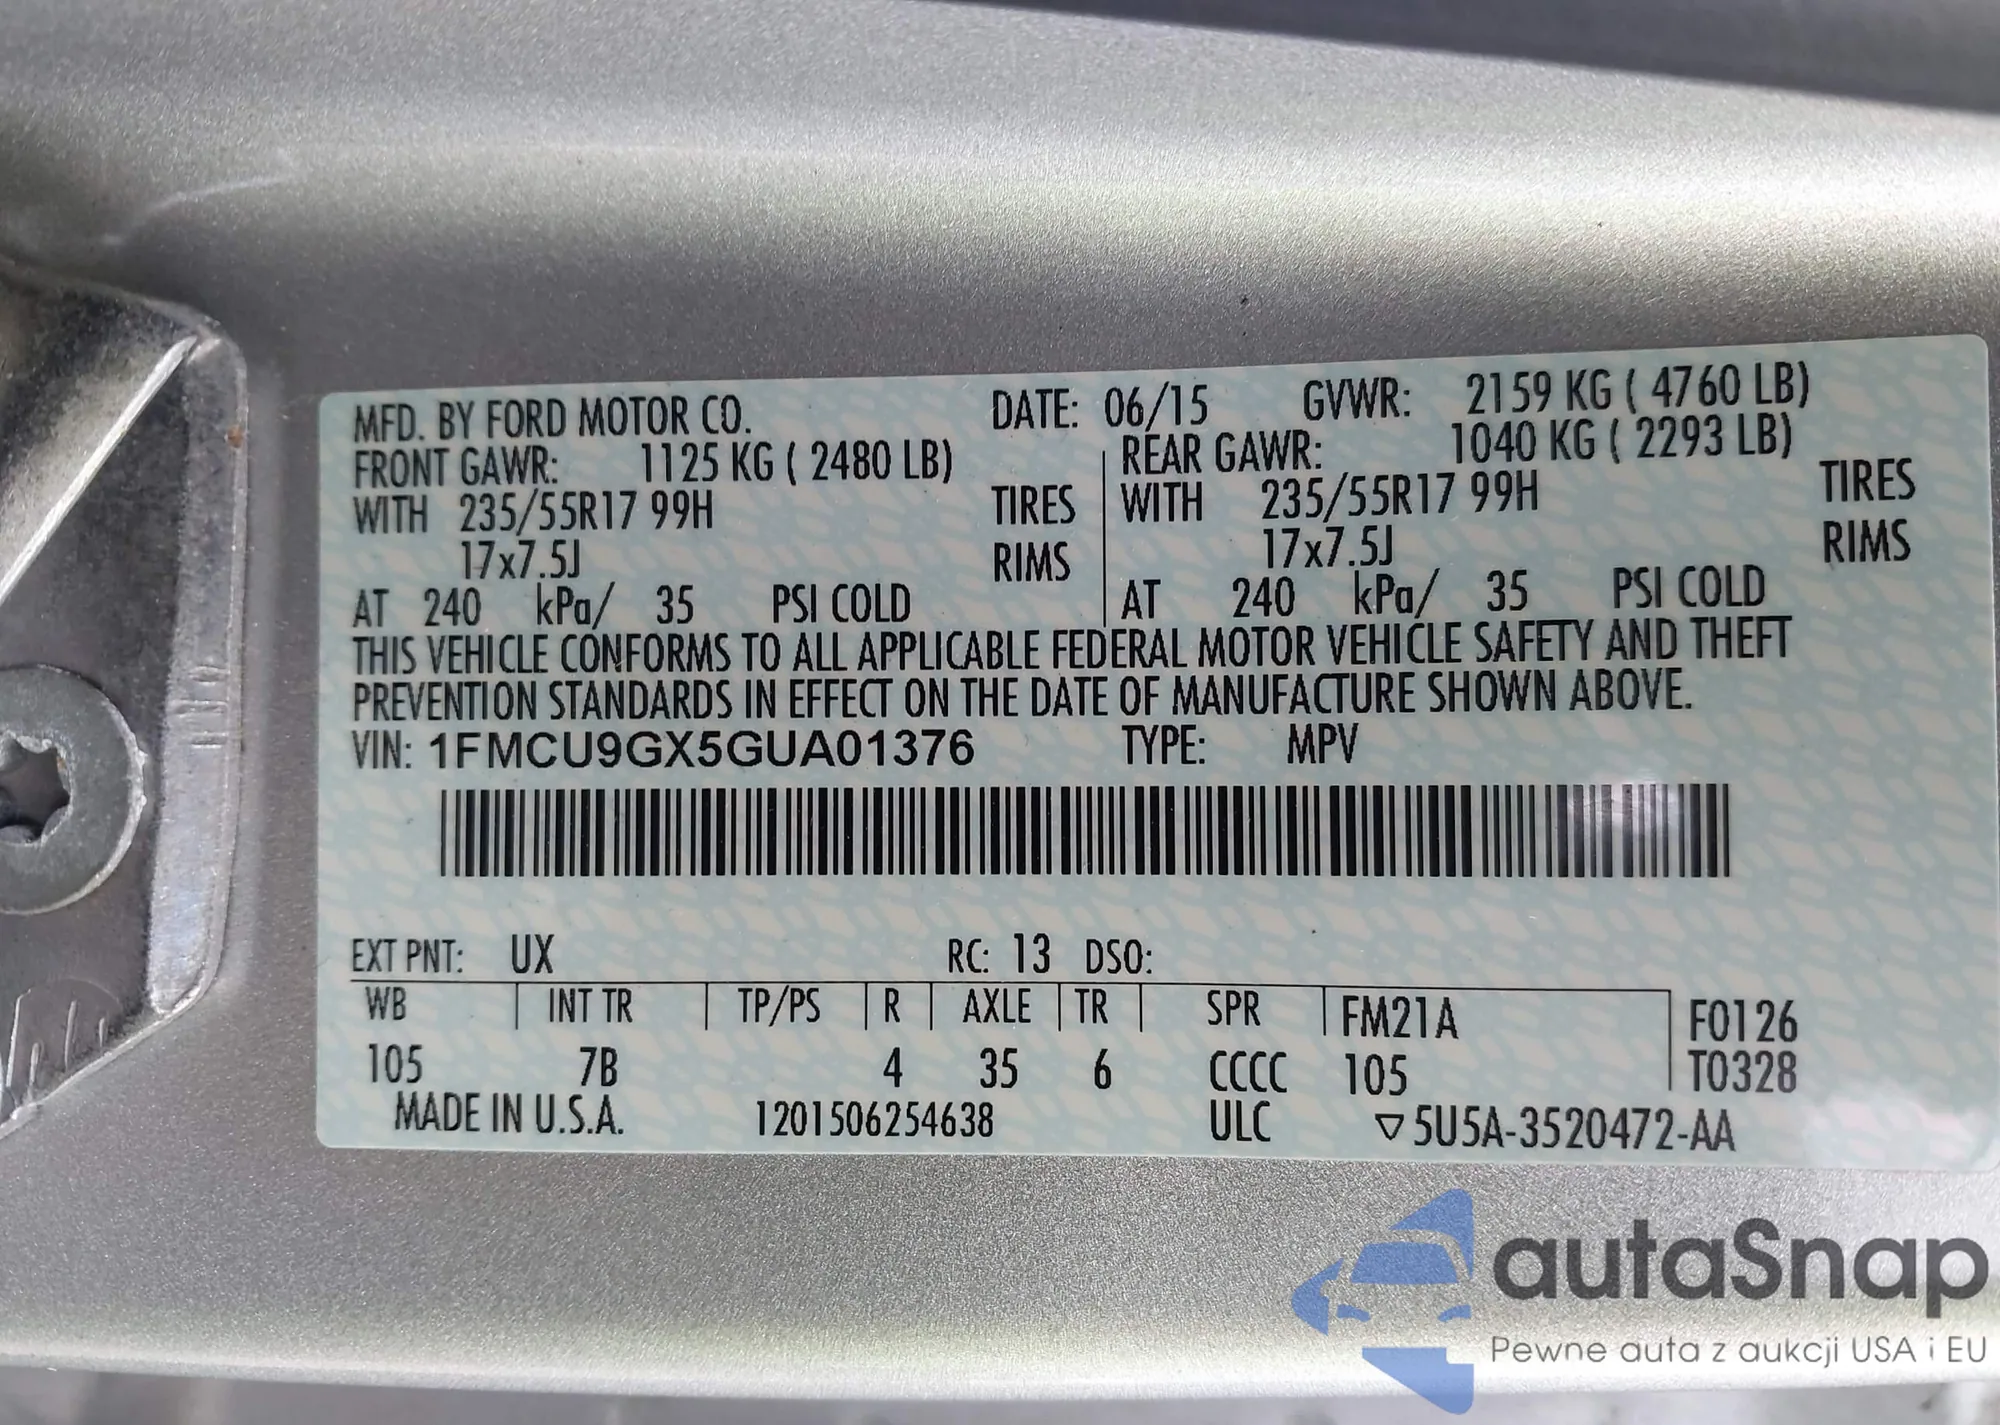 MFD. BY FORD MOTOR CO. DATE: 06/15 GVWR: 2159 KG ( 4760 LB)
FRONT GAWR: 1125 KG ( 2480 LB) REAR GAWR: 1040 KG ( 2293 LB)
WITH 235/55R17 99H TIRES WITH 235/55R17 99H TIRES
17x7.5J RIMS 17x7.5J RIMS
AT 240 kPa/ 35 PSI COLD AT 240 kPa/ 35 PSI COLD
THIS VEHICLE CONFORMS TO ALL APPLICABLE FEDERAL MOTOR VEHICLE SAFETY AND THEFT
PREVENTION STANDARDS IN EFFECT ON THE DATE OF MANUFACTURE SHOWN ABOVE.
VIN: 1FMCU9GX5GUA01376 TYPE: MPV
EXT PNT: UX RC: 13 DSO:
WB INT TR TP/PS R AXLE TR SPR FM21A F0126
105 7B 4 35 6 CCCC 105 T0328
MADE IN U.S.A. 1201506254638 ULC ▽5U5A-3520472-AA
autaSnap
Pewne auta z aukcji USA i EU